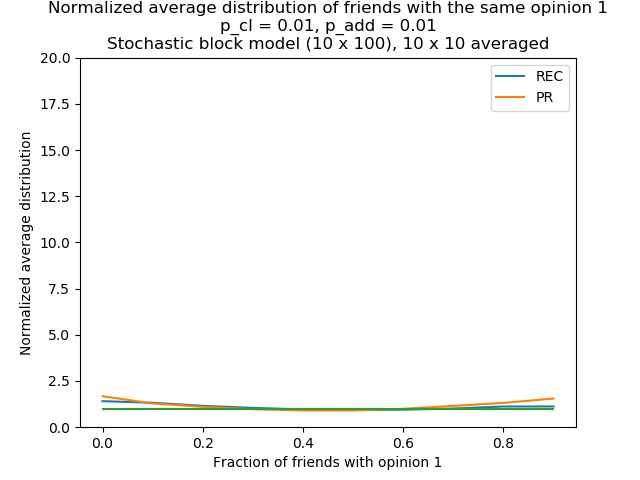 Normalized average distribution of friends with the same opinion 1
p_cl = 0.01, p_add = 0.01
Stochastic block model (10 x 100), 10 x 10 averaged
REC
PR
20.0
17.5
15.0
12.5
10.0
7.5
5.0
2.5
0.0
Normalized average distribution
0.0 0.2 0.4 0.6 0.8
Fraction of friends with opinion 1